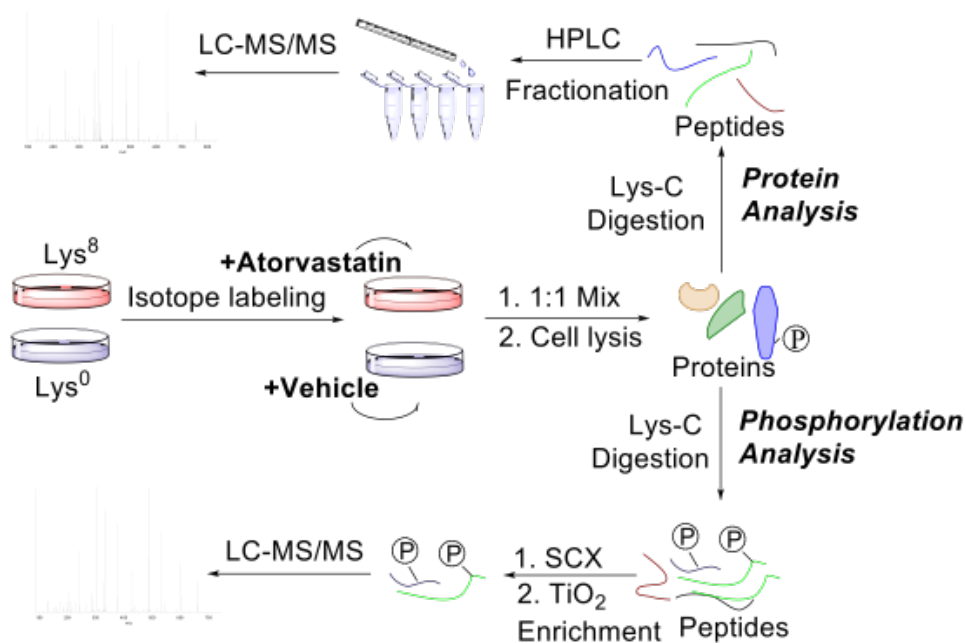 LC-MS/MS
HPLC
Fractionation
Peptides
Lys-C
Digestion
Protein
Analysis
Lys⁸
+Atorvastatin
Isotope labeling
1. 1:1 Mix
2. Cell lysis
P
Lys⁰
+Vehicle
Proteins
Lys-C
Digestion
Phosphorylation
Analysis
LC-MS/MS
P
P
1. SCX
2. TiO₂
Enrichment
P
P
Peptides